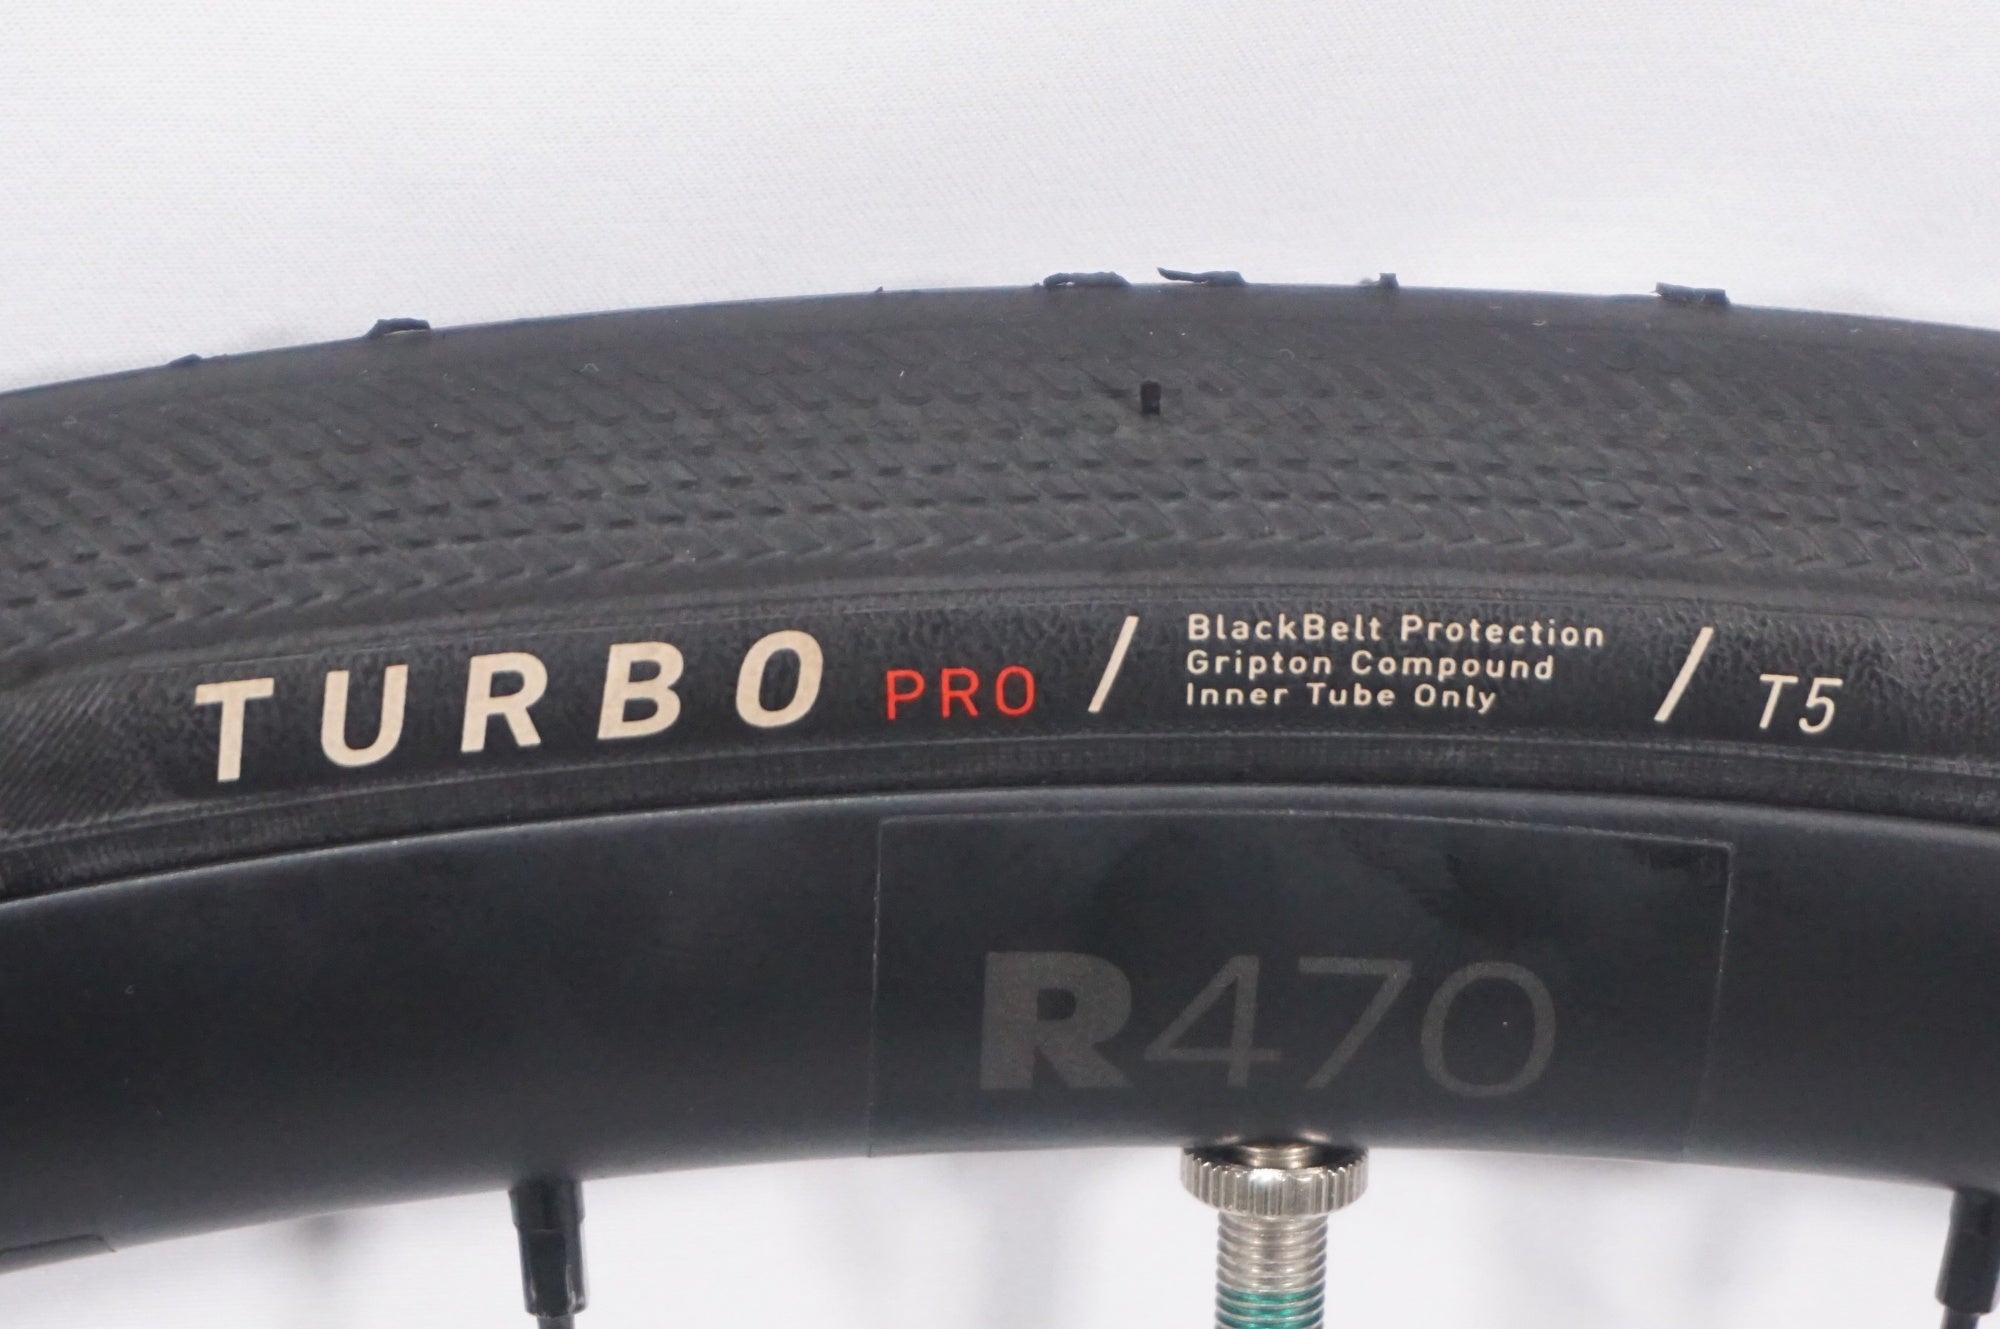 TURBO PRO / BlackBelt Protection
Gripton Compound
Inner Tube Only / T5
R470